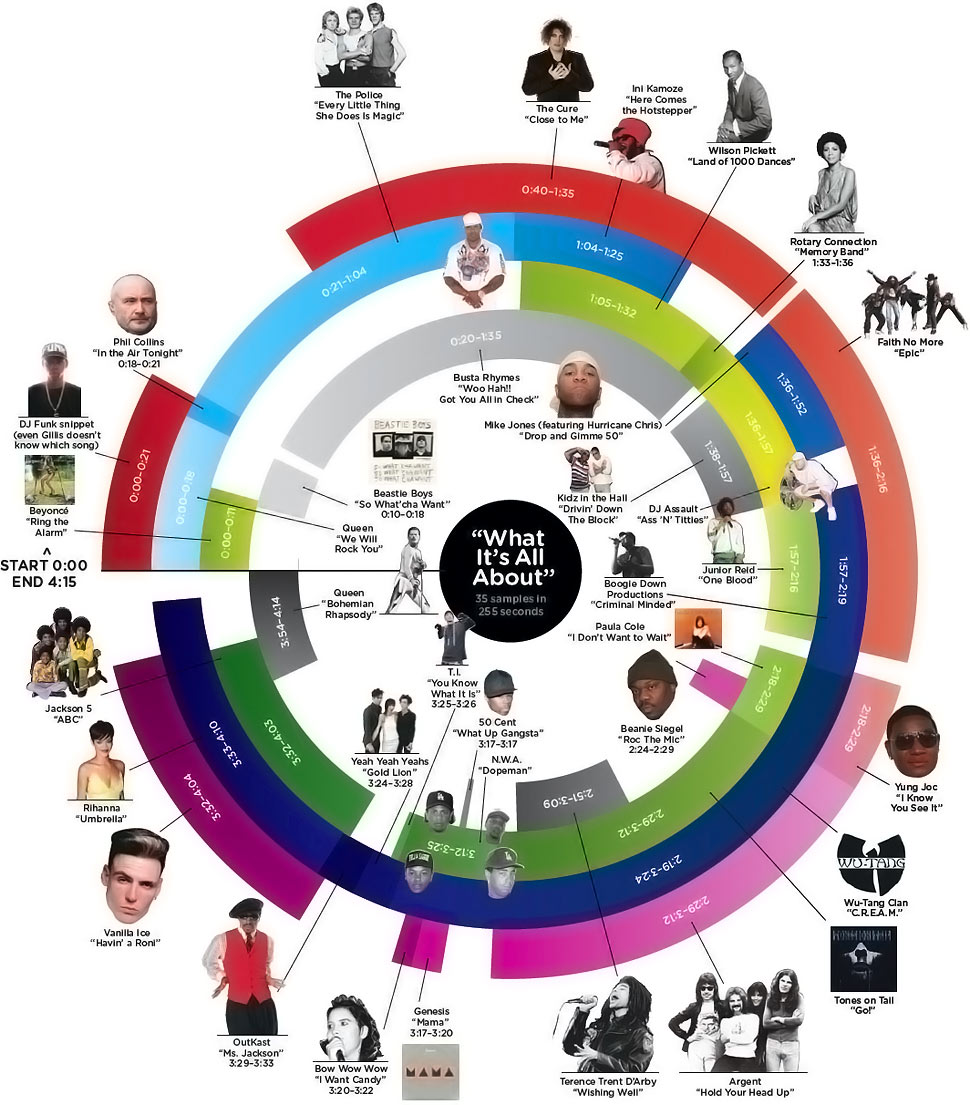 The Police
“Every Little Thing
She Does Is Magic”
The Cure
“Close to Me”
Ini Kamoze
“Here Comes
the Hotstepper”
Wilson Pickett
“Land of 1000 Dances”
Rotary Connection
“Memory Band”
1:33–1:36
Faith No More
“Epic”
Phil Collins
“In the Air Tonight”
0:18–0:21
DJ Funk snippet
(even Gillis doesn’t
know which song)
Beyoncé
“Ring the
Alarm”
START 0:00
END 4:15
0:40–1:35
0:21–1:04
1:04–1:25
1:05–1:32
0:20–1:35
0:00–0:21
0:00–0:18
0:00–0:11
1:36–1:52
1:36–1:57
1:38–1:57
1:36–2:16
Busta Rhymes
“Woo Hah!!
Got You All in Check”
Mike Jones (featuring Hurricane Chris)
“Drop and Gimme 50”
BEASTIE BOYS
Beastie Boys
“So What’cha Want”
0:10–0:18
Queen
“We Will
Rock You”
Kidz in the Hall
“Drivin’ Down
The Block”
DJ Assault
“Ass ’N’ Titties”
“What
It’s All
About”
35 samples in
255 seconds
Junior Reid
“One Blood”
Boogie Down
Productions
“Criminal Minded”
1:57–2:16
1:57–2:19
Queen
“Bohemian
Rhapsody”
3:54–4:14
Paula Cole
“I Don’t Want to Wait”
2:18–2:29
2:18–2:29
Beanie Siegel
“Roc The Mic”
2:24–2:29
T.I.
“You Know
What It Is”
3:25–3:26
50 Cent
“What Up Gangsta”
3:17–3:17
N.W.A.
“Dopeman”
Yeah Yeah Yeahs
“Gold Lion”
3:24–3:28
Jackson 5
“ABC”
Rihanna
“Umbrella”
Vanilla Ice
“Havin’ a Roni”
3:32–4:03
3:33–4:10
3:32–4:04
2:51–3:09
2:29–3:12
3:12–3:25
2:19–3:24
2:29–3:12
Yung Joc
“I Know
You See It”
WU-TANG
Wu-Tang Clan
“C.R.E.A.M.”
Tones on Tail
“Go!”
OutKast
“Ms. Jackson”
3:29–3:33
Bow Wow Wow
“I Want Candy”
3:20–3:22
Genesis
“Mama”
3:17–3:20
MAMA
Terence Trent D’Arby
“Wishing Well”
Argent
“Hold Your Head Up”